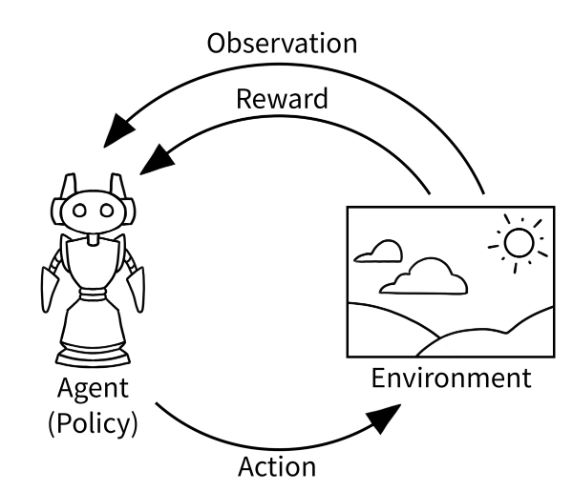 Observation
Reward
Agent
(Policy)
Environment
Action